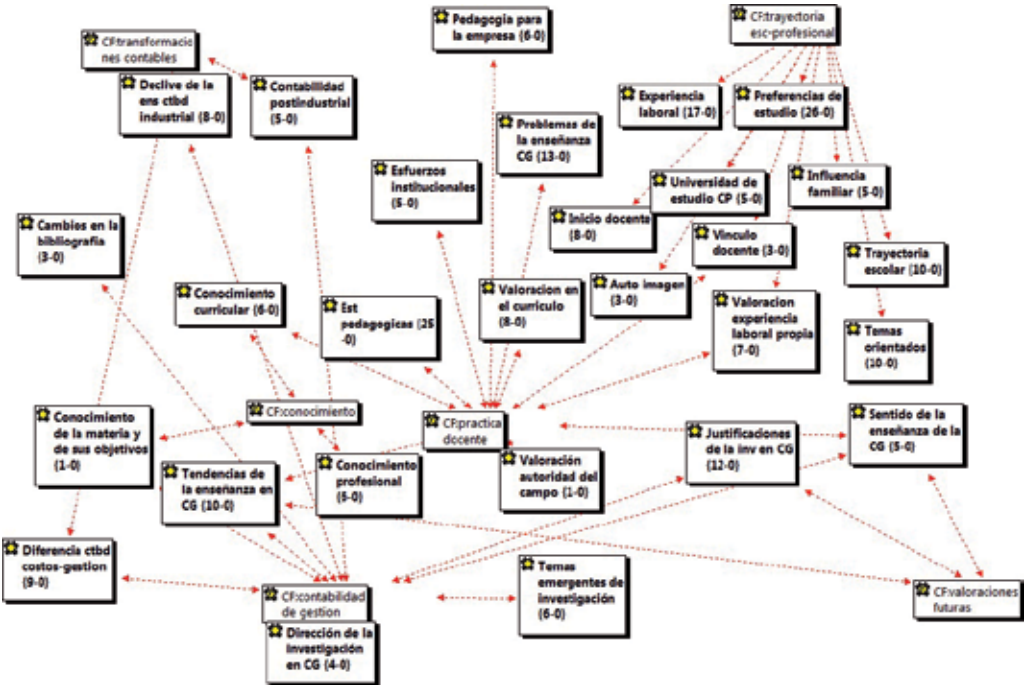 Pedagogia para
la empresa (6-0)
CF:trayectoria
esc-profesional
CF:transformacio
nes contables
Declive de la
ens ctbd
industrial (8-0)
Contabilidad
postindustrial
(5-0)
Experiencia
laboral (17-0)
Preferencias de
estudio (26-0)
Problemas de
la enseñanza
CG (13-0)
Esfuerzos
institucionales
(5-0)
Universidad de
estudio CP (5-0)
Influencia
familiar (5-0)
Inicio docente
(8-0)
Vinculo
docente (3-0)
Cambios en la
bibliografia
(3-0)
Trayectoria
escolar (10-0)
Conocimiento
curricular (6-0)
Est
pedagogicas (25
-0)
Valoracion en
el curriculo
(8-0)
Auto imagen
(3-0)
Valoracion
experiencia
laboral propia
(7-0)
Temas
orientados
(10-0)
Conocimiento
de la materia y
de sus objetivos
(1-0)
CF:conocimiento
CF:practica
docente
Justificaciones
de la inv en CG
(12-0)
Sentido de la
enseñanza de la
CG (5-0)
Tendencias de
la enseñanza en
CG (10-0)
Conocimiento
profesional
(5-0)
Valoración
autoridad del
campo (1-0)
Diferencia ctbd
costos-gestion
(9-0)
CF:contabilidad
de gestion
Temas
emergentes de
investigación
(6-0)
CF:valoraciones
futuras
Dirección de la
investigación
en CG (4-0)